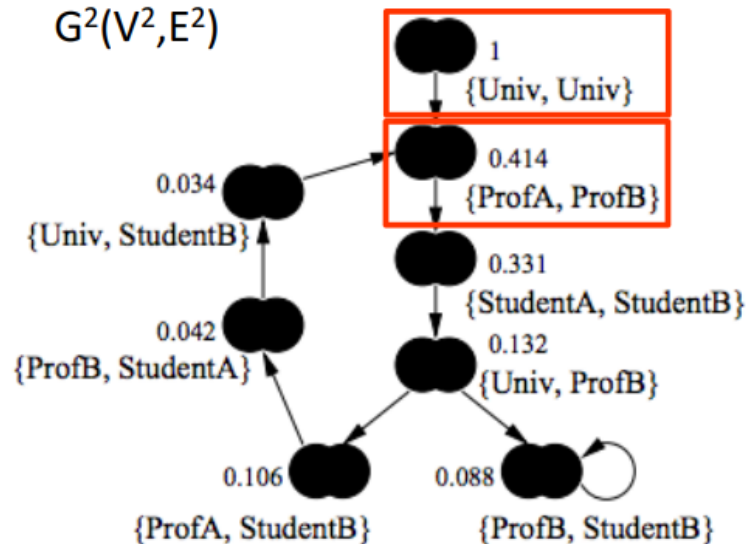 G²(V²,E²)
1
{Univ, Univ}
0.414
{ProfA, ProfB}
0.034
{Univ, StudentB}
0.331
{StudentA, StudentB}
0.042
{ProfB, StudentA}
0.132
{Univ, ProfB}
0.106
{ProfA, StudentB}
0.088
{ProfB, StudentB}